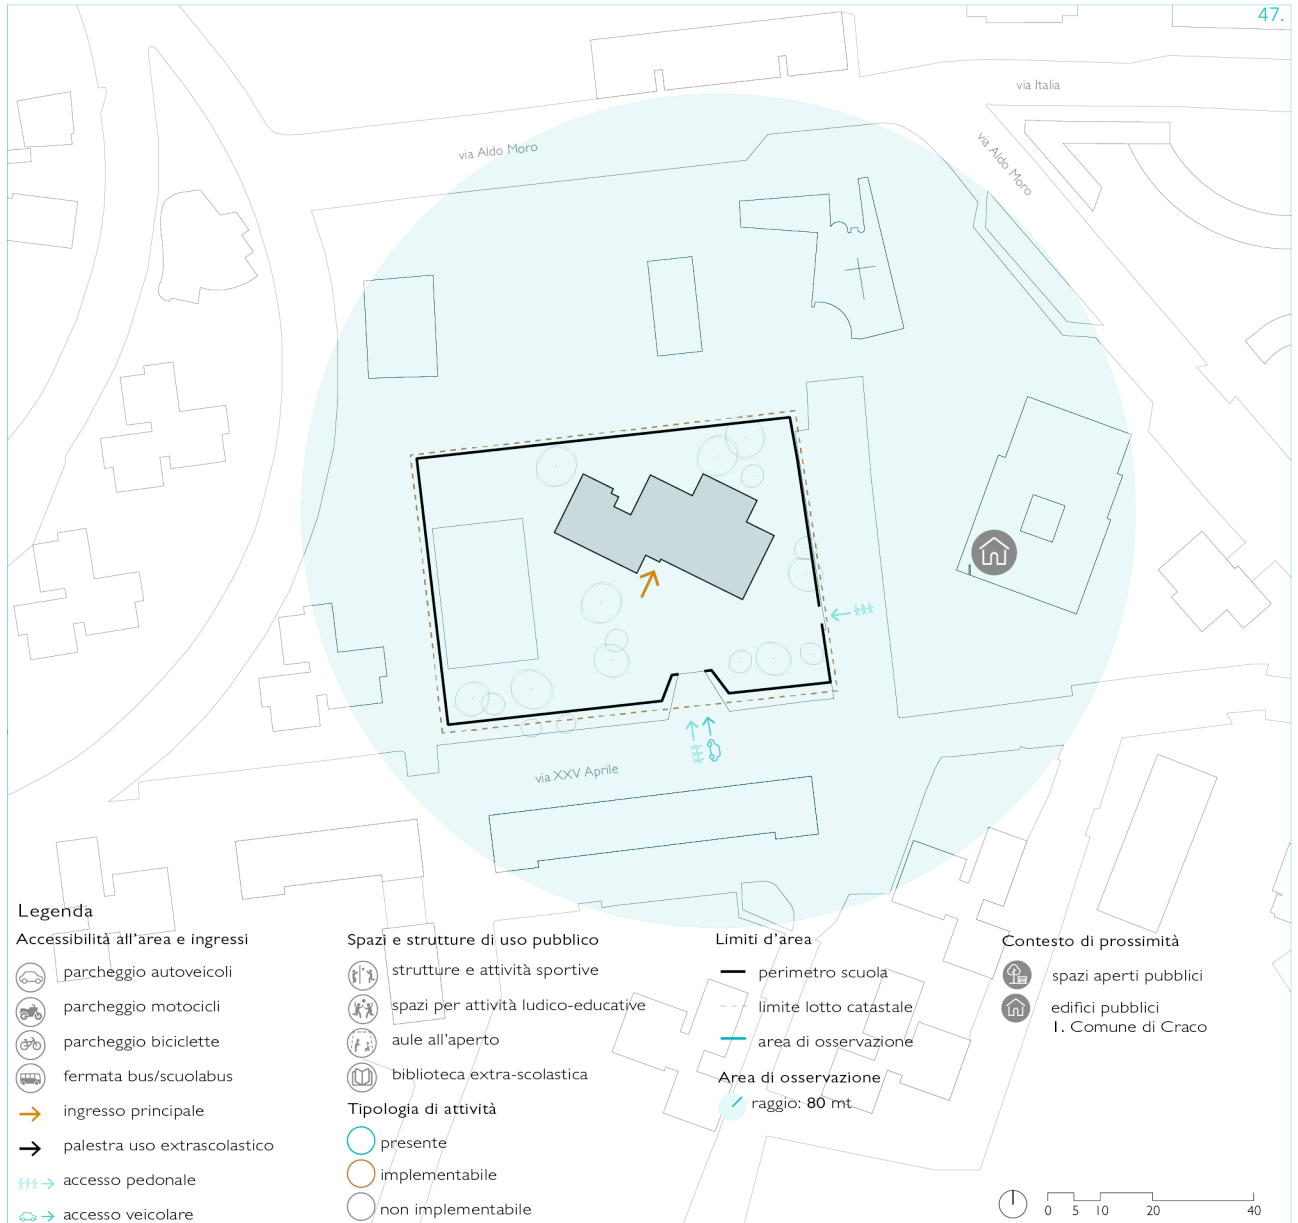 47.
via Italia
via Aldo Moro
via Aldo Moro
1
via XXV Aprile
Legenda
Accessibilità all'area e ingressi
parcheggio autoveicoli
parcheggio motocicli
parcheggio biciclette
fermata bus/scuolabus
ingresso principale
palestra uso extrascolastico
accesso pedonale
accesso veicolare
Spazi e strutture di uso pubblico
strutture e attività sportive
spazi per attività ludico-educative
aule all'aperto
biblioteca extra-scolastica
Tipologia di attività
presente
implementabile
non implementabile
Limiti d'area
perimetro scuola
limite lotto catastale
area di osservazione
Area di osservazione
raggio: 80 mt
Contesto di prossimità
spazi aperti pubblici
edifici pubblici
1. Comune di Craco
0 5 10 20 40